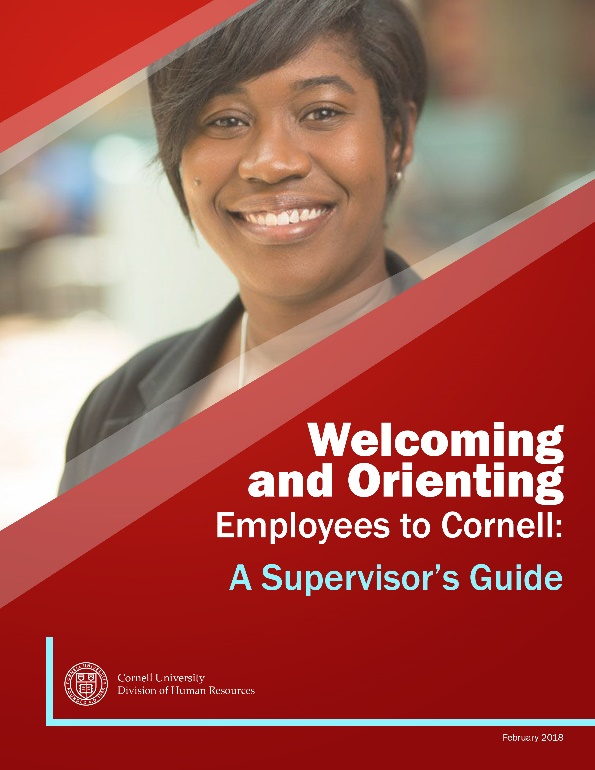 Welcoming
and Orienting
Employees to Cornell:
A Supervisor's Guide
Cornell University
Division of Human Resources
February 2018